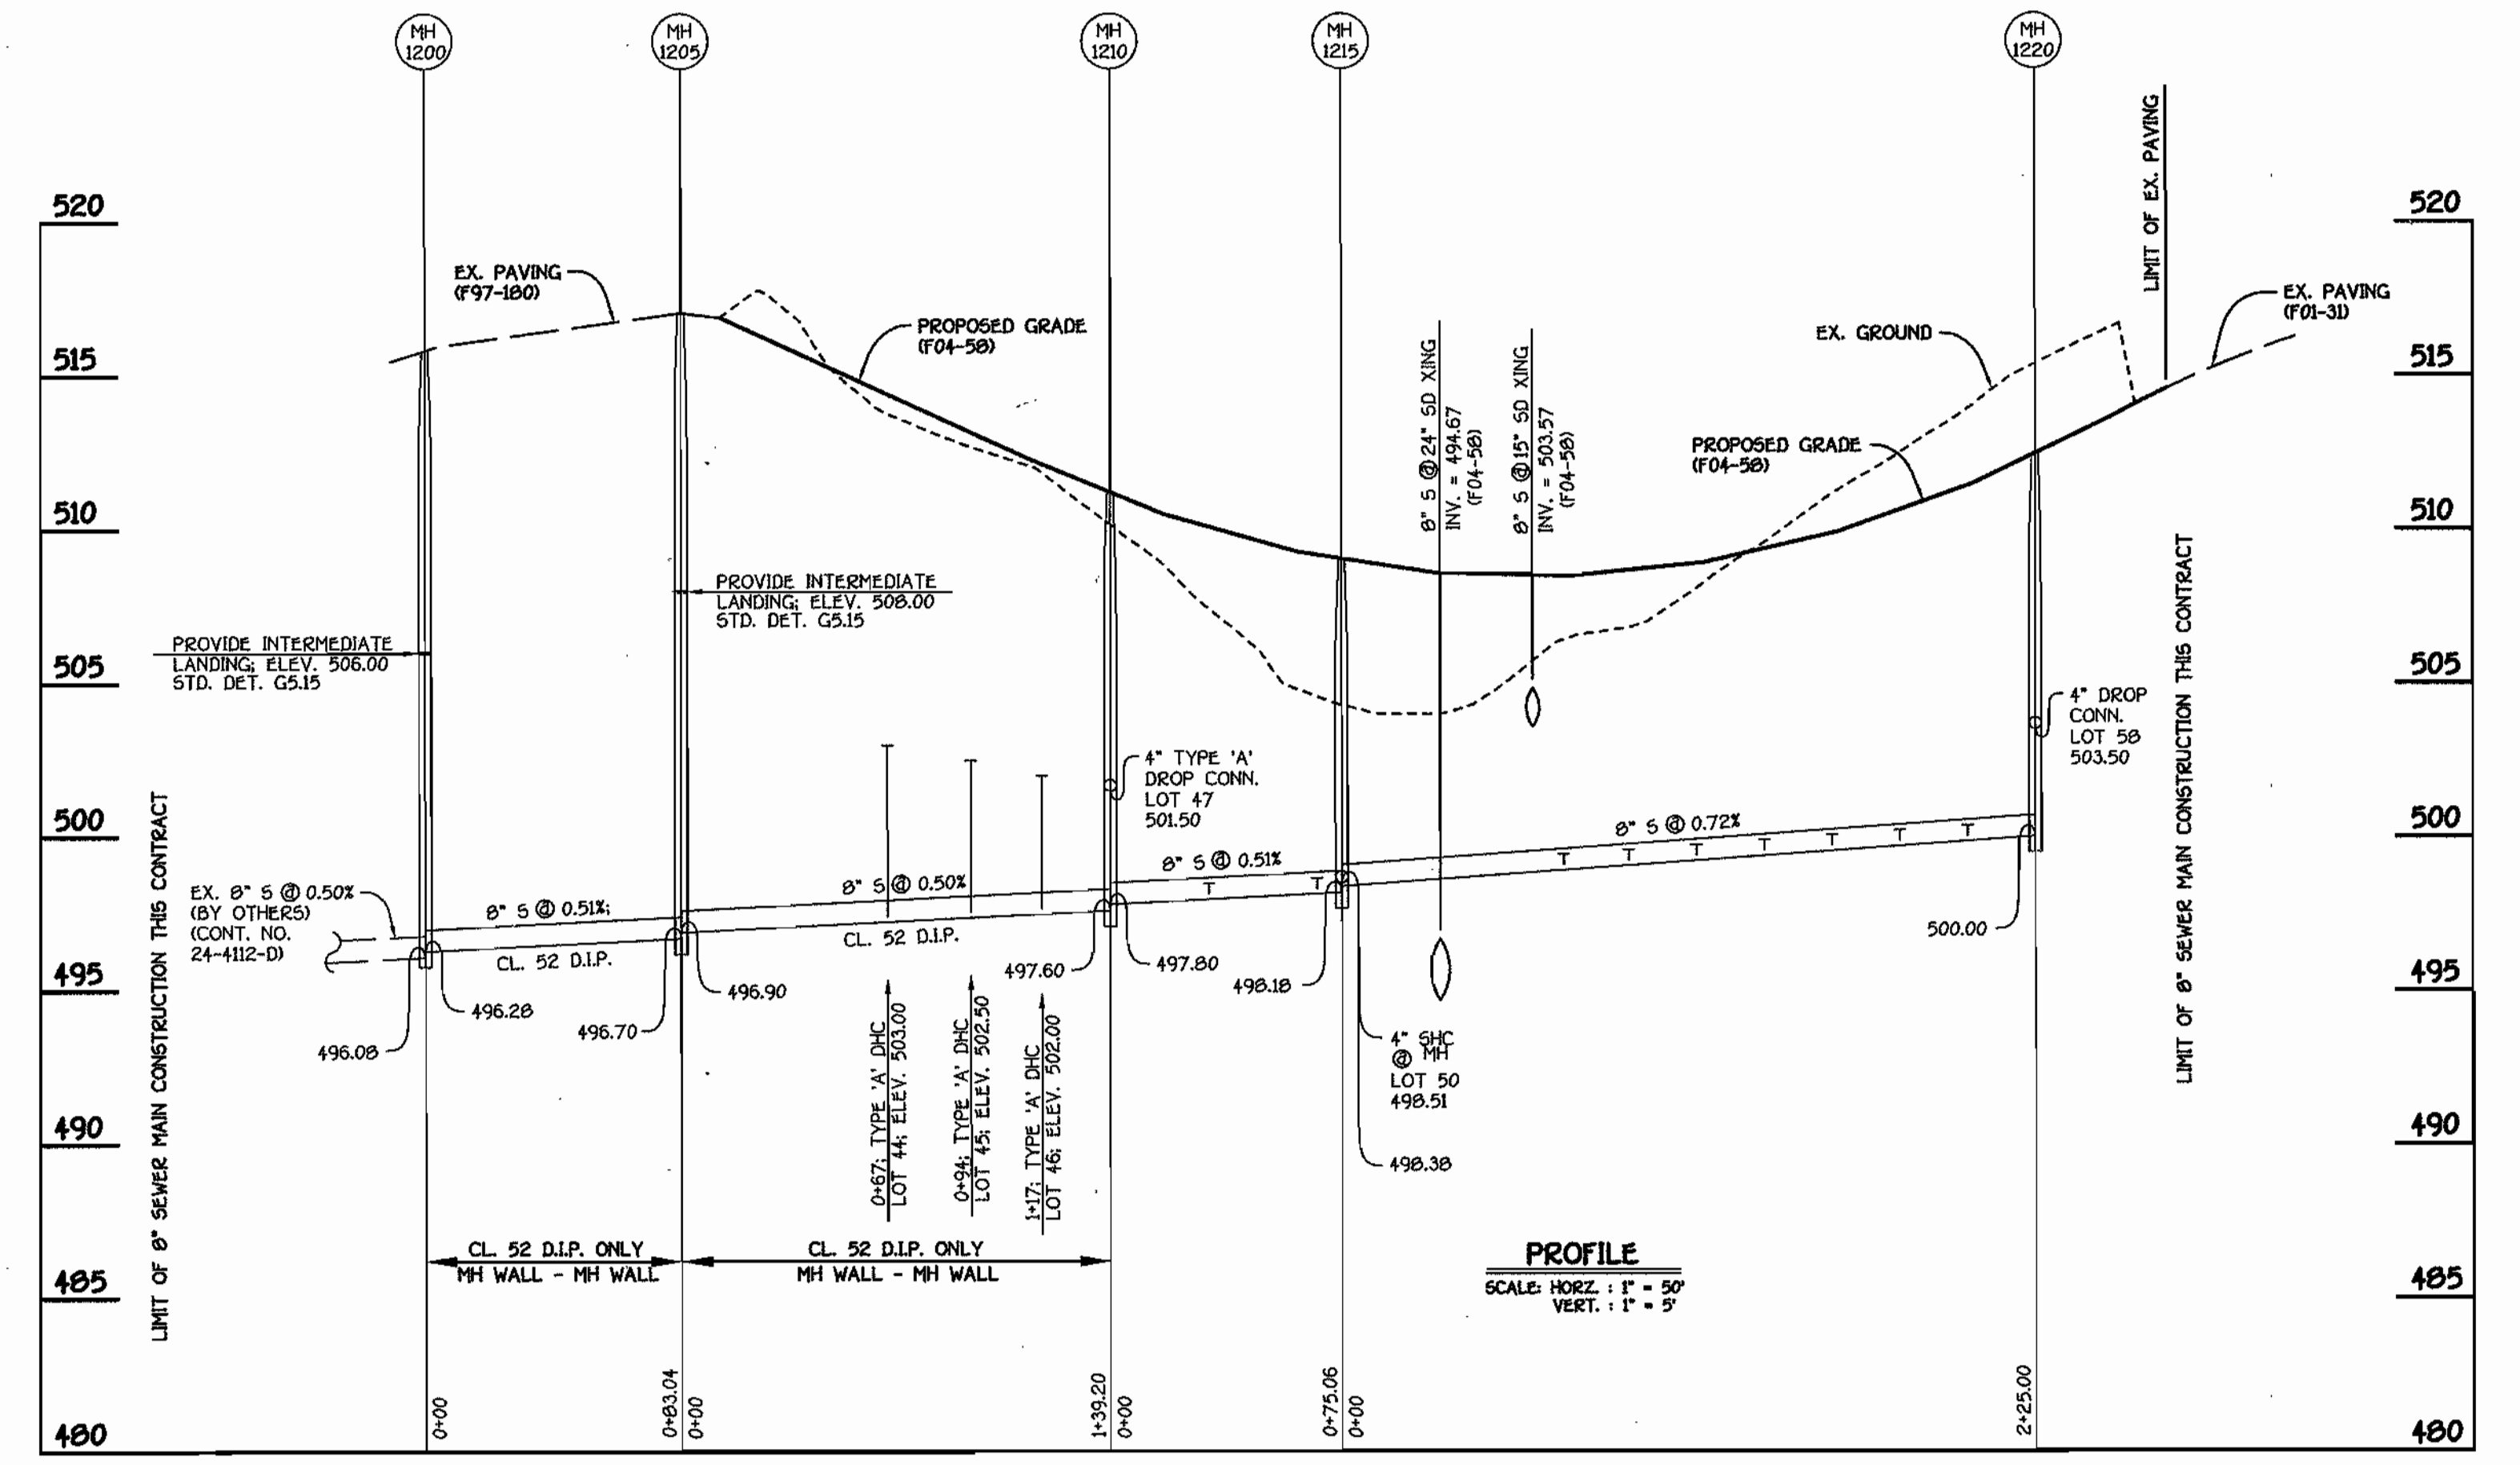 MH
1200
MH
1205
MH
1210
MH
1215
MH
1220
LIMIT OF EX. PAVING
520
520
EX. PAVING
(F97-180)
PROPOSED GRADE
(F04-58)
EX. GROUND
EX. PAVING
(F01-31)
515
515
8" S @ 24" SD XING
INV. = 494.67
(F04-58)
8" S @ 15" SD XING
INV. = 503.57
(F04-58)
PROPOSED GRADE
(F04-58)
510
510
PROVIDE INTERMEDIATE
LANDING; ELEV. 508.00
STD. DET. G5.15
PROVIDE INTERMEDIATE
LANDING; ELEV. 506.00
STD. DET. G5.15
505
505
4" DROP
CONN.
LOT 58
503.50
4" TYPE 'A'
DROP CONN.
LOT 47
501.50
500
500
LIMIT OF 8" SEWER MAIN CONSTRUCTION THIS CONTRACT
LIMIT OF 8" SEWER MAIN CONSTRUCTION THIS CONTRACT
EX. 8" S @ 0.50%
(BY OTHERS)
(CONT. NO.
24-4112-D)
8" S @ 0.51%;
CL. 52 D.I.P.
8" S @ 0.50%
CL. 52 D.I.P.
8" S @ 0.51%
T
T
8" S @ 0.72%
T
T
T
T
T
T
T
495
495
496.08
496.28
496.70
496.90
497.60
497.80
498.18
500.00
4" SHC
@ MH
LOT 50
498.51
498.38
0+67; TYPE 'A' DHC
LOT 44; ELEV. 503.00
0+94; TYPE 'A' DHC
LOT 45; ELEV. 502.50
1+17; TYPE 'A' DHC
LOT 46; ELEV. 502.00
490
490
CL. 52 D.I.P. ONLY
MH WALL - MH WALL
CL. 52 D.I.P. ONLY
MH WALL - MH WALL
485
485
PROFILE
SCALE: HORZ. : 1" = 50'
VERT. : 1" = 5'
0+00
0+83.04
0+00
1+39.20
0+00
0+75.06
0+00
2+25.00
480
480